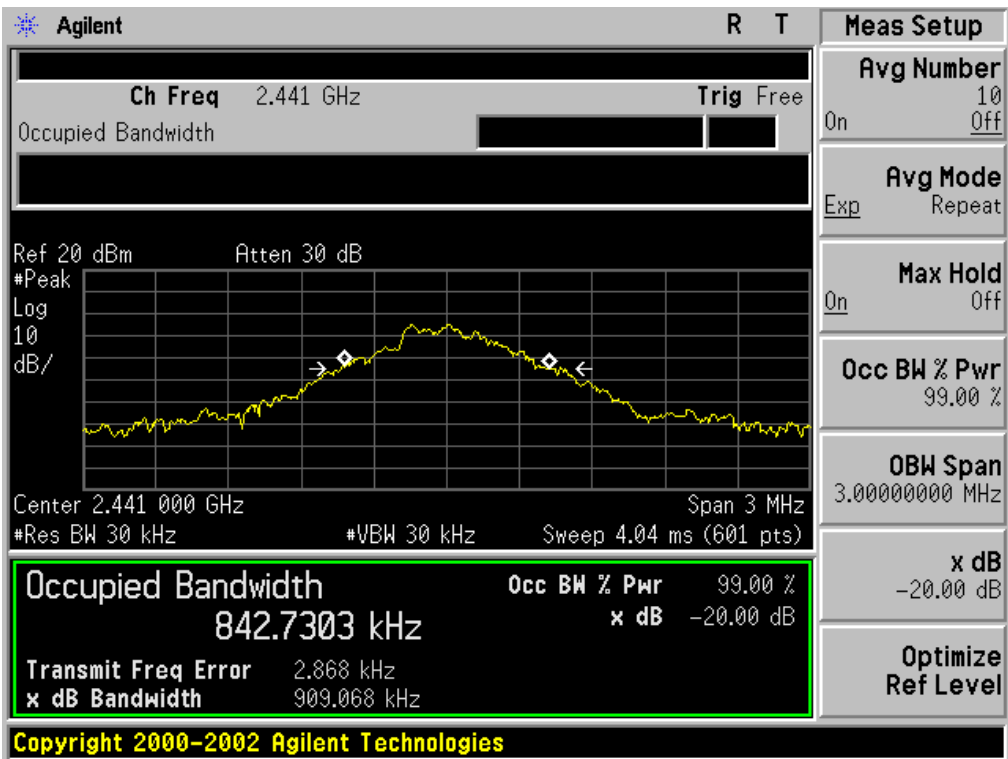 Agilent R T
Ch Freq 2.441 GHz Trig Free
Occupied Bandwidth
Ref 20 dBm Atten 30 dB
#Peak
Log
10
dB/
Center 2.441 000 GHz Span 3 MHz
#Res BW 30 kHz #VBW 30 kHz Sweep 4.04 ms (601 pts)
Occupied Bandwidth Occ BW % Pwr 99.00 %
842.7303 kHz x dB -20.00 dB
Transmit Freq Error 2.868 kHz
x dB Bandwidth 909.068 kHz
Copyright 2000-2002 Agilent Technologies
Meas Setup
Avg Number
10
On Off
Avg Mode
Exp Repeat
Max Hold
On Off
Occ BW % Pwr
99.00 %
OBW Span
3.00000000 MHz
x dB
-20.00 dB
Optimize
Ref Level